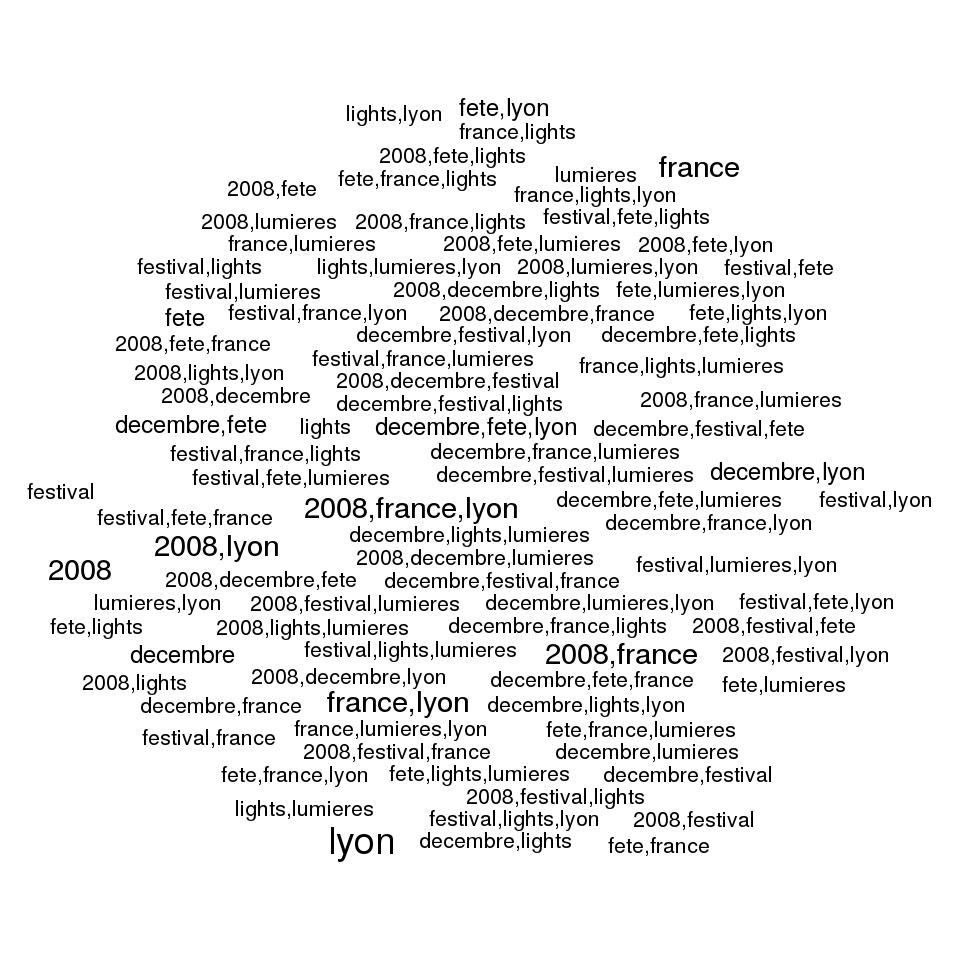 lights,lyon fete,lyon
france,lights
2008,fete,lights
lumieres france
fete,france,lights
2008,fete france,lights,lyon
2008,lumieres 2008,france,lights festival,fete,lights
france,lumieres 2008,fete,lumieres 2008,fete,lyon
festival,lights lights,lumieres,lyon 2008,lumieres,lyon festival,fete
festival,lumieres 2008,decembre,lights fete,lumieres,lyon
fete festival,france,lyon 2008,decembre,france fete,lights,lyon
decembre,festival,lyon decembre,fete,lights
2008,fete,france
festival,france,lumieres france,lights,lumieres
2008,lights,lyon 2008,decembre,festival
2008,decembre decembre,festival,lights 2008,france,lumieres
decembre,fete lights decembre,fete,lyon decembre,festival,fete
festival,france,lights decembre,france,lumieres
festival,fete,lumieres decembre,festival,lumieres decembre,lyon
festival decembre,fete,lumieres festival,lyon
festival,fete,france 2008,france,lyon decembre,france,lyon
decembre,lights,lumieres
2008,lyon 2008,decembre,lumieres festival,lumieres,lyon
2008 2008,decembre,fete decembre,festival,france
lumieres,lyon 2008,festival,lumieres decembre,lumieres,lyon festival,fete,lyon
fete,lights 2008,lights,lumieres decembre,france,lights 2008,festival,fete
decembre festival,lights,lumieres 2008,france 2008,festival,lyon
2008,lights 2008,decembre,lyon decembre,fete,france fete,lumieres
decembre,france france,lyon decembre,lights,lyon
festival,france france,lumieres,lyon fete,france,lumieres
2008,festival,france decembre,lumieres
fete,france,lyon fete,lights,lumieres decembre,festival
2008,festival,lights
lights,lumieres festival,lights,lyon 2008,festival
lyon decembre,lights fete,france